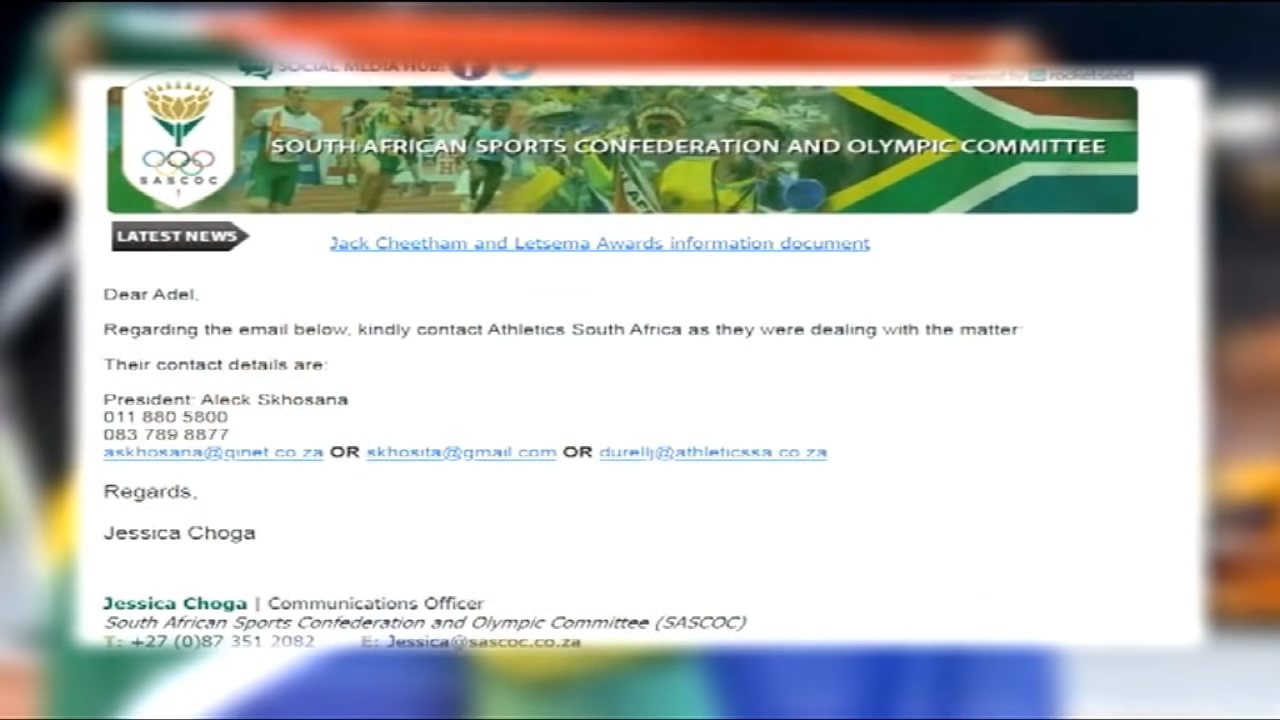 SOCIAL MEDIA HUB:
powered by rocketseed
SASCOC
SOUTH AFRICAN SPORTS CONFEDERATION AND OLYMPIC COMMITTEE
LATEST NEWS
Jack Cheetham and Letsema Awards information document
Dear Adel,
Regarding the email below, kindly contact Athletics South Africa as they were dealing with the matter:
Their contact details are:
President: Aleck Skhosana
011 880 5800
083 789 8877
askhosana@qinet.co.za OR skhosita@gmail.com OR durellj@athleticssa.co.za
Regards,
Jessica Choga
Jessica Choga | Communications Officer
South African Sports Confederation and Olympic Committee (SASCOC)
T: +27 (0)87 351 2082 E: Jessica@sascoc.co.za